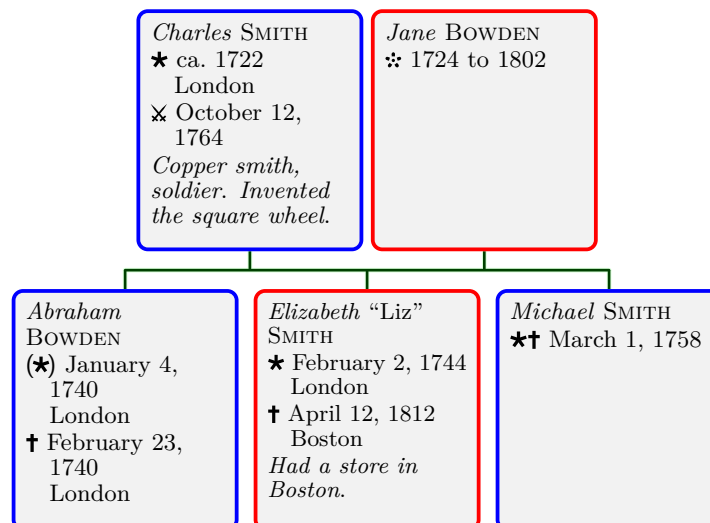 Charles SMITH
★ ca. 1722
London
⚔ October 12,
1764
Copper smith,
soldier. Invented
the square wheel.
Jane BOWDEN
፨ 1724 to 1802
Abraham
BOWDEN
(★) January 4,
1740
London
† February 23,
1740
London
Elizabeth “Liz”
SMITH
★ February 2, 1744
London
† April 12, 1812
Boston
Had a store in
Boston.
Michael SMITH
★† March 1, 1758